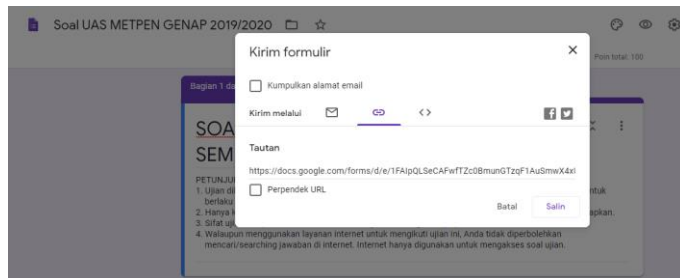 Soal UAS METPEN GENAP 2019/2020
Poin total: 100
Kirim formulir
Kumpulkan alamat email
Kirim melalui
Tautan
https://docs.google.com/forms/d/e/1FAIpQLSeCAFwfTZc0BmunGTzqF1AuSmwX4xl
Perpendek URL
Batal
Salin
Bagian 1 da
SOA
SEM
PETUNJU
1. Ujian dil
ntuk
berlaku
2. Hanya k
apkan.
3. Sifat uji
4. Walaupun menggunakan layanan internet untuk mengikuti ujian ini, Anda tidak diperbolehkan
mencari/searching jawaban di internet. Internet hanya digunakan untuk mengakses soal ujian.